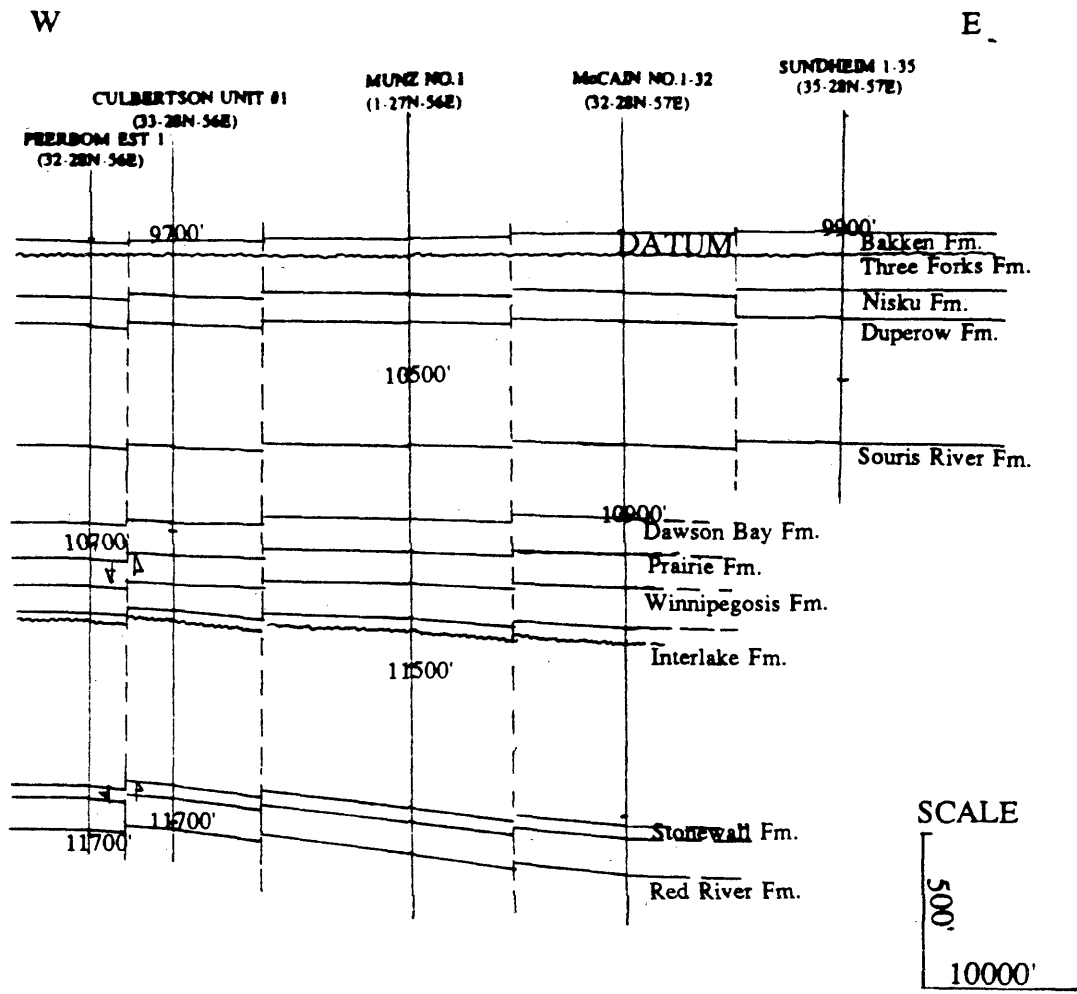 W
E
SUNDHEIM 1-35
(35-28N-57E)
MUNZ NO.1
(1-27N-56E)
McCAIN NO.1-32
(32-28N-57E)
CULBERTSON UNIT #1
(33-28N-56E)
EST 1
(32-28N-56E)
9700'
9900'
DATUM
Bakken Fm.
Three Forks Fm.
Nisku Fm.
Duperow Fm.
10500'
Souris River Fm.
10900'
Dawson Bay Fm.
10700'
Prairie Fm.
Winnipegosis Fm.
Interlake Fm.
11500'
SCALE
11700'
11700'
Stonewall Fm.
Red River Fm.
500'
10000'